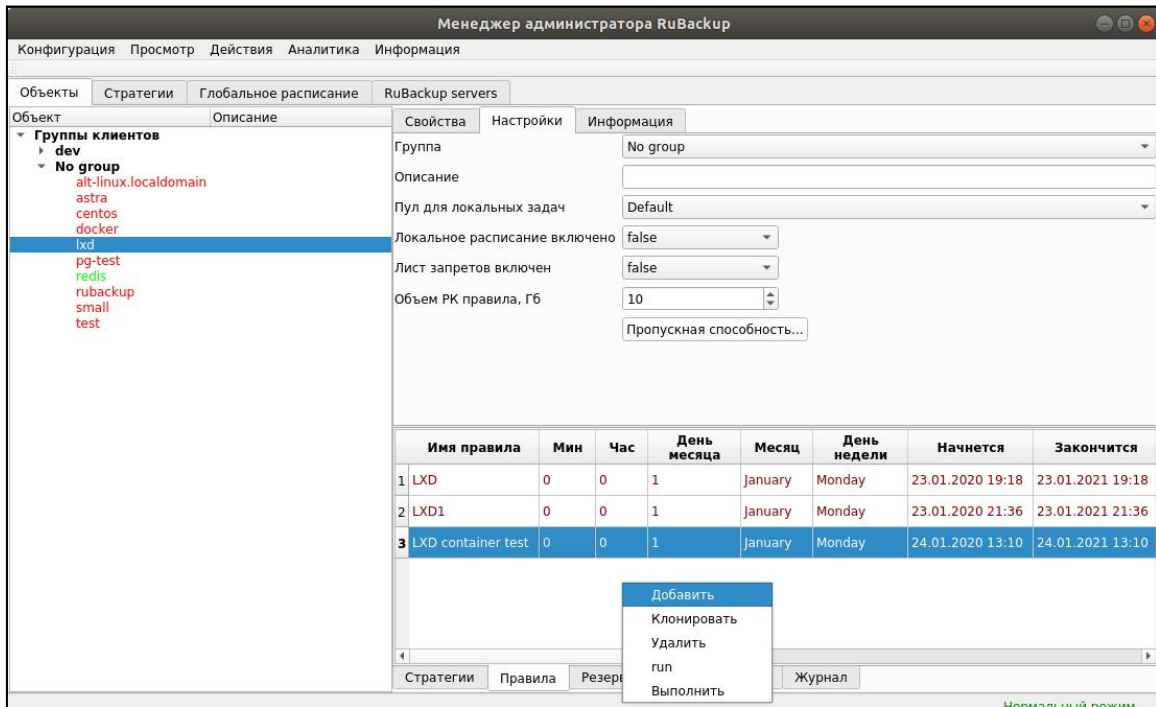 Менеджер администратора RuBackup
Конфигурация Просмотр Действия Аналитика Информация
Объекты Стратегии Глобальное расписание RuBackup servers
Объект Описание
Группы клиентов
dev
No group
alt-linux.localdomain
astra
centos
docker
lxd
pg-test
redis
rubackup
small
test
Свойства Настройки Информация
Группа No group
Описание
Пул для локальных задач Default
Локальное расписание включено false
Лист запретов включен false
Объем РК правила, Гб 10
Пропускная способность...
Имя правила Мин Час День месяца Месяц День недели Начнется Закончится
1 LXD 0 0 1 January Monday 23.01.2020 19:18 23.01.2021 19:18
2 LXD1 0 0 1 January Monday 23.01.2020 21:36 23.01.2021 21:36
3 LXD container test 0 0 1 January Monday 24.01.2020 13:10 24.01.2021 13:10
Добавить
Клонировать
Удалить
run
Выполнить
Стратегии Правила Резерв Журнал
Нормальный режим